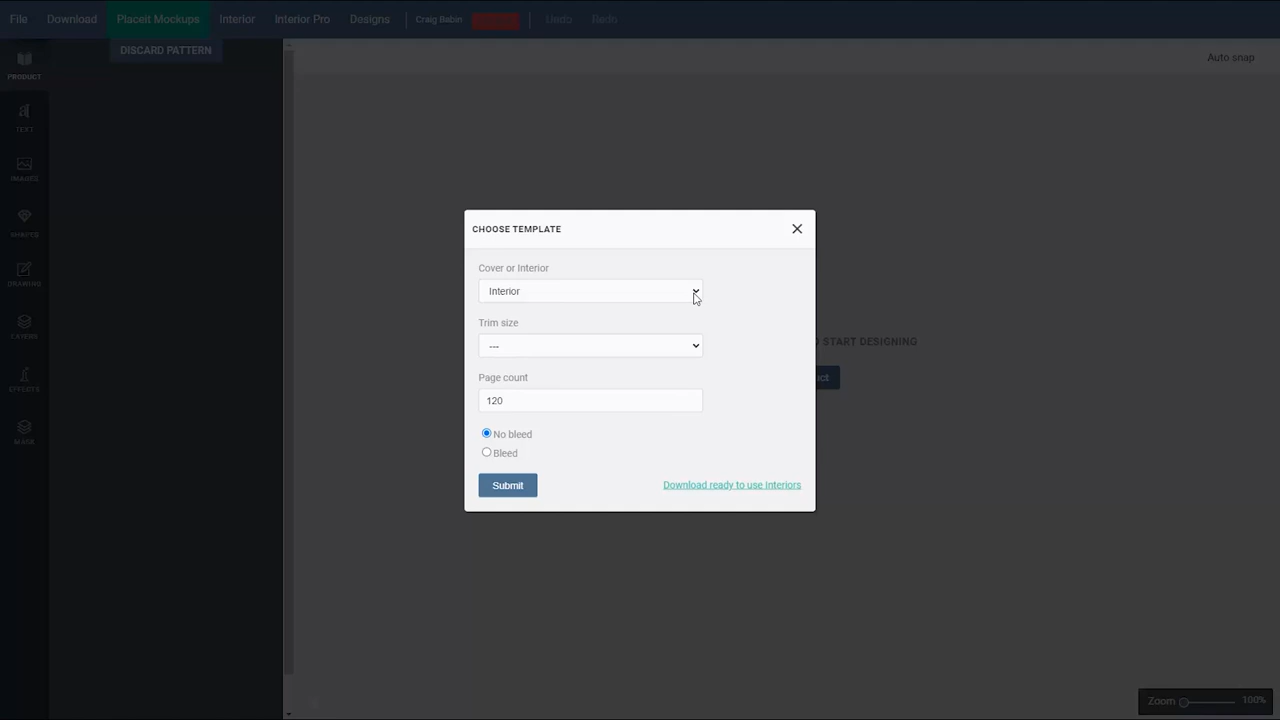 File Download Placeit Mockups Interior Interior Pro Designs Craig Babin Undo Redo
DISCARD PATTERN
PRODUCT
TEXT
IMAGES
SHAPES
DRAWING
LAYERS
EFFECTS
MASK
Auto snap
CHOOSE TEMPLATE
Cover or Interior
Interior
Trim size
---
Page count
120
No bleed
Bleed
Submit
Download ready to use Interiors
O START DESIGNING
uct
Zoom 100%